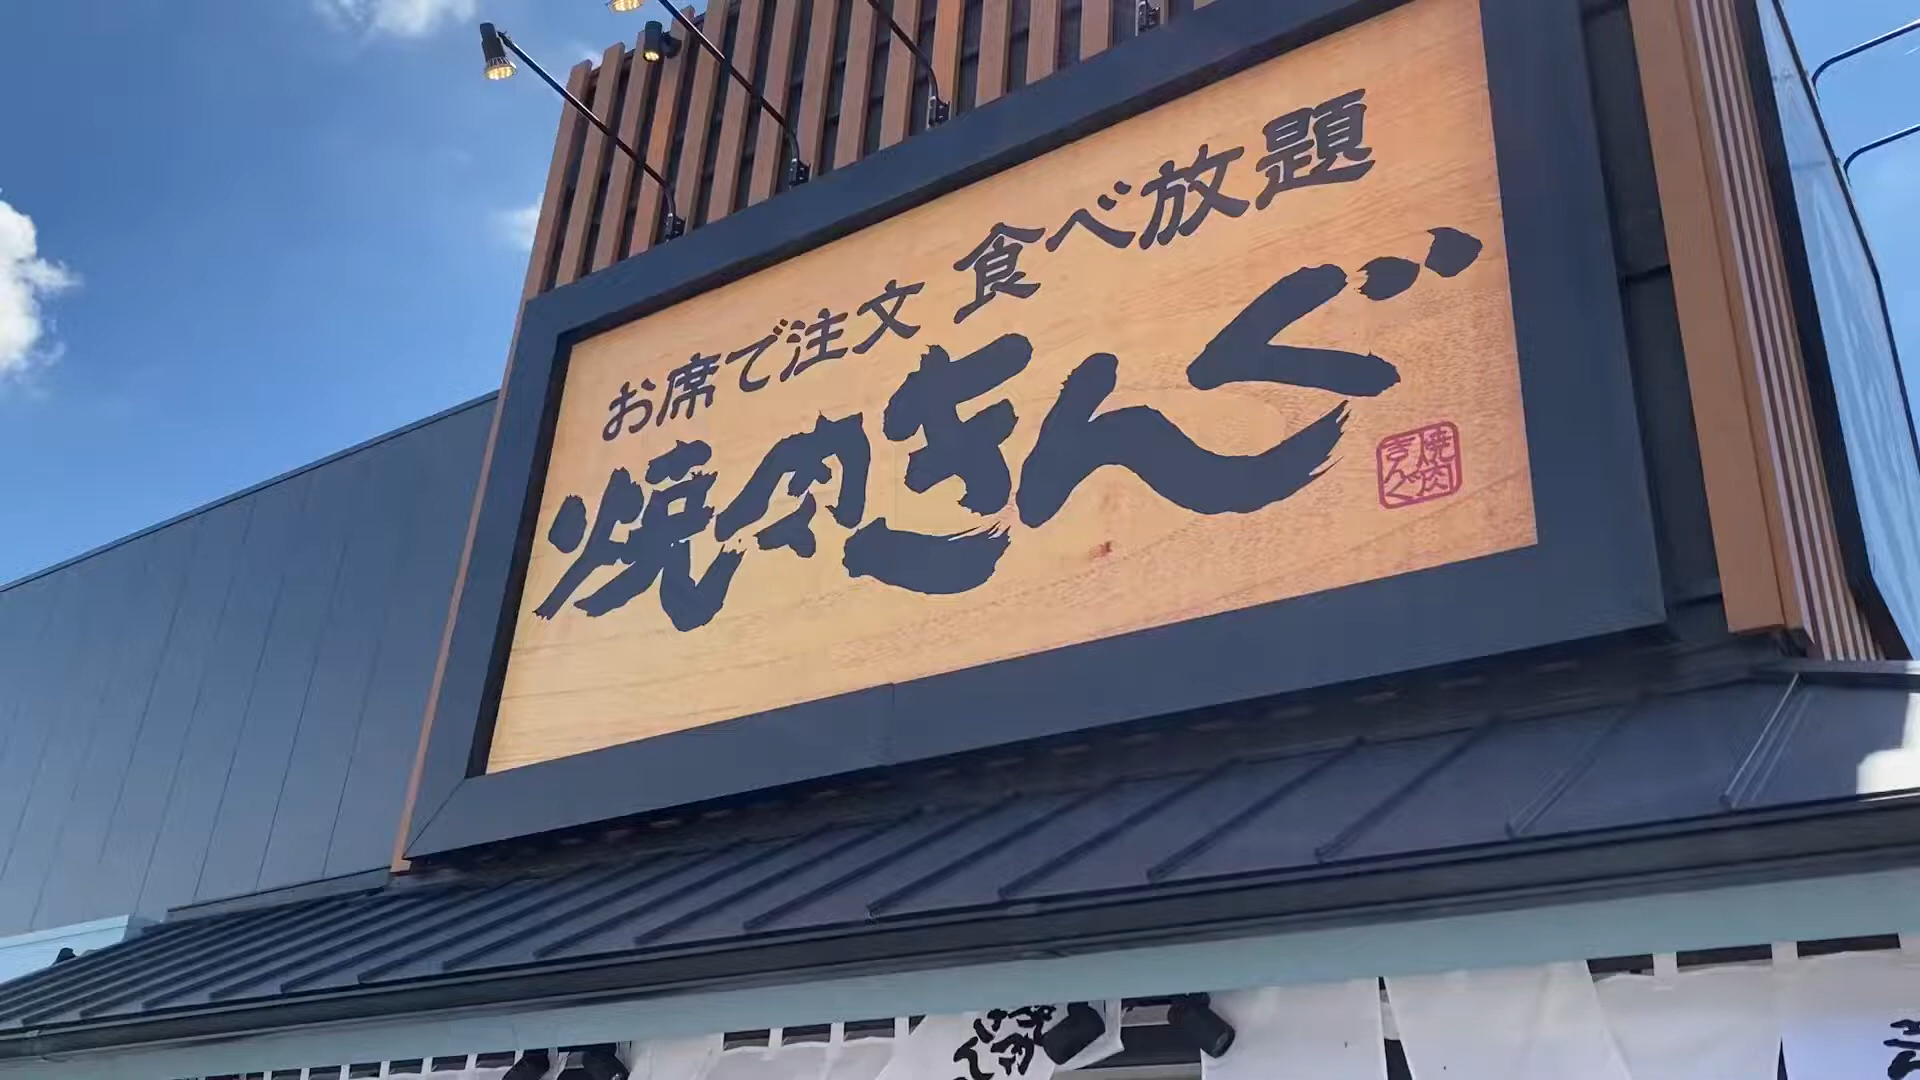 お席で注文 食べ放題
焼肉きんぐ
焼肉
きんぐ